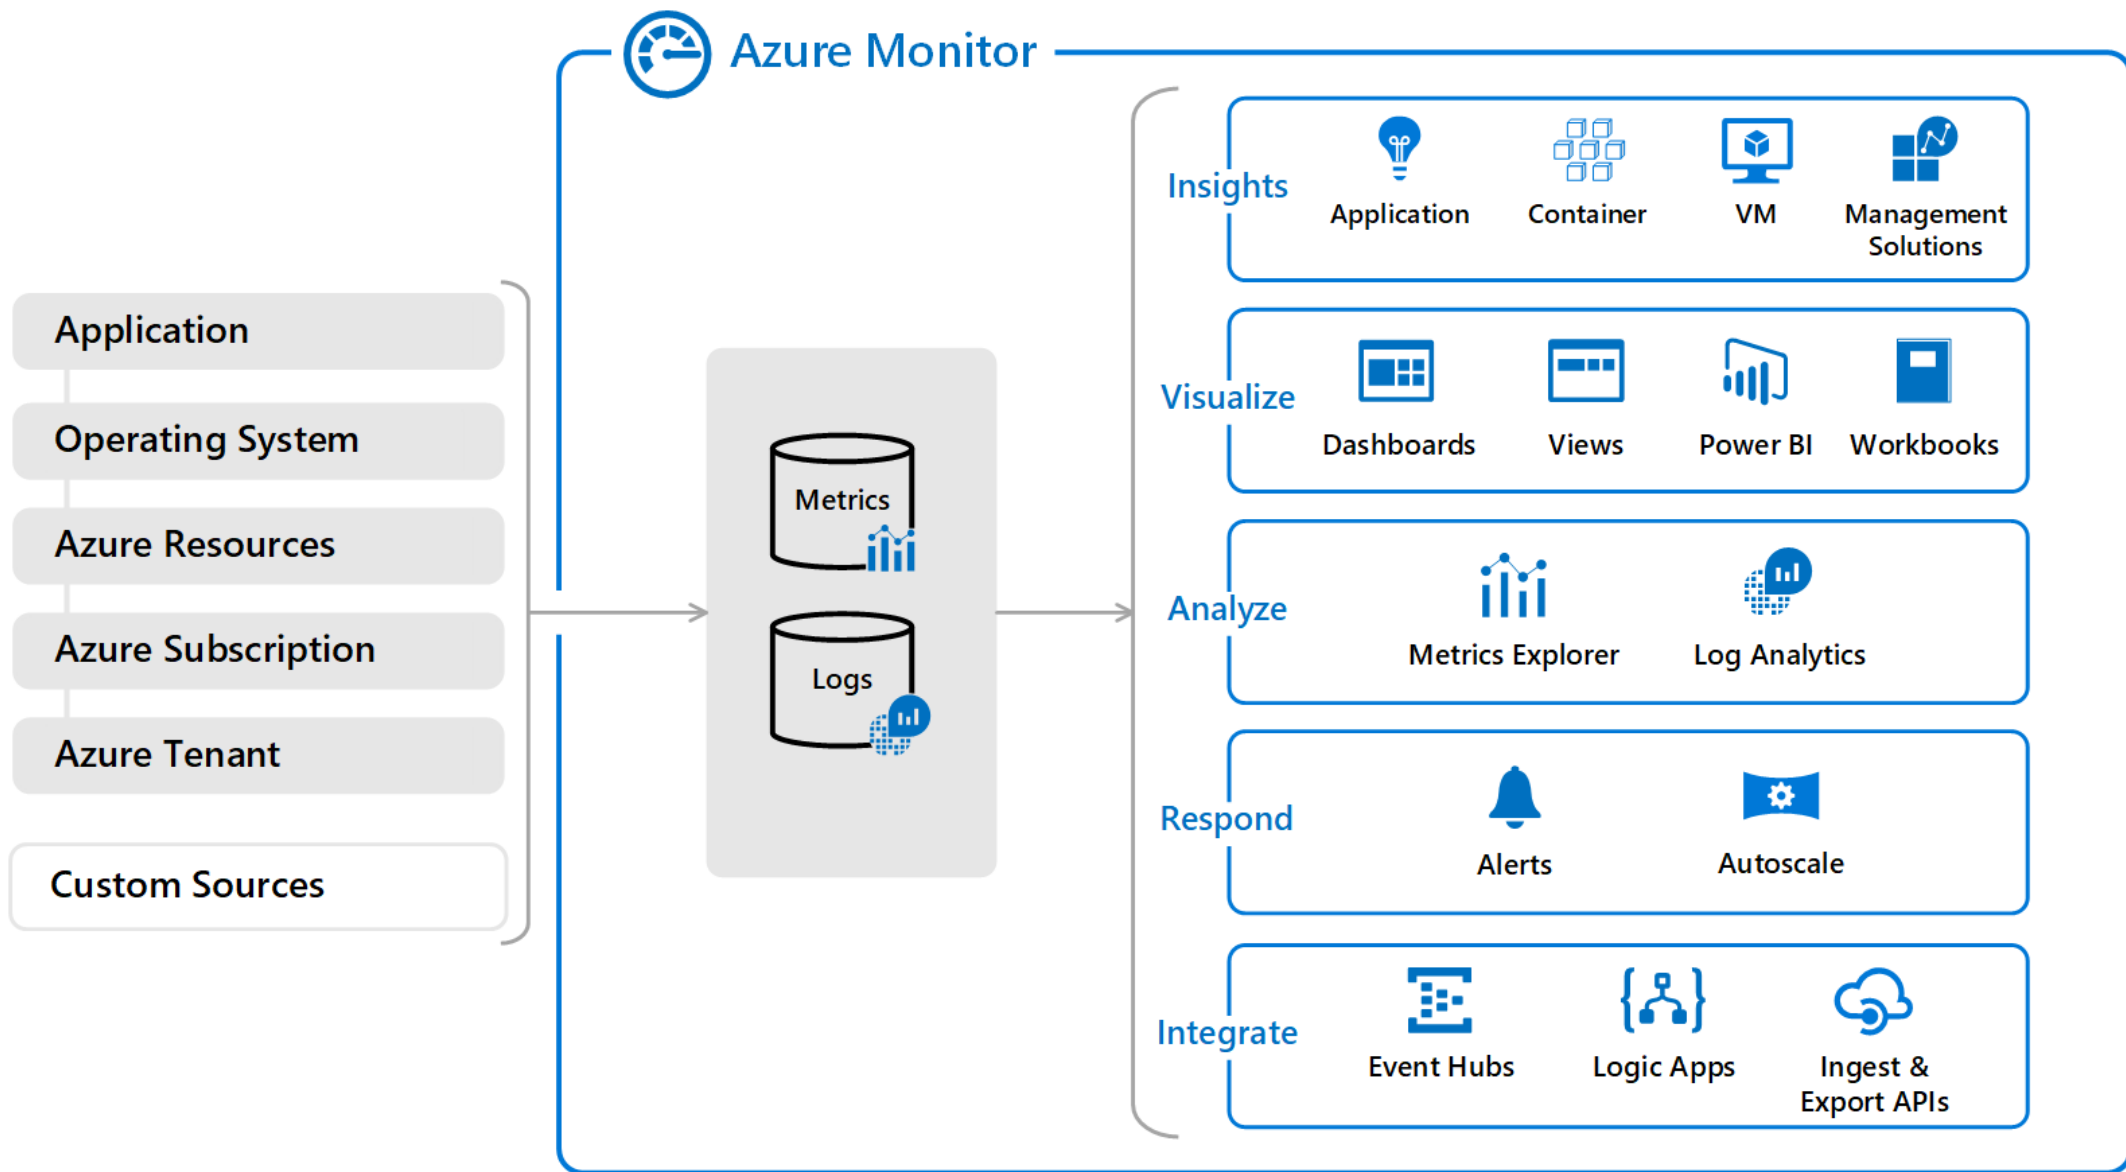 Azure Monitor
Application
Operating System
Azure Resources
Azure Subscription
Azure Tenant
Custom Sources
Metrics
Logs
Insights
Application
Container
VM
Management
Solutions
Visualize
Dashboards
Views
Power BI
Workbooks
Analyze
Metrics Explorer
Log Analytics
Respond
Alerts
Autoscale
Integrate
Event Hubs
Logic Apps
Ingest &
Export APIs